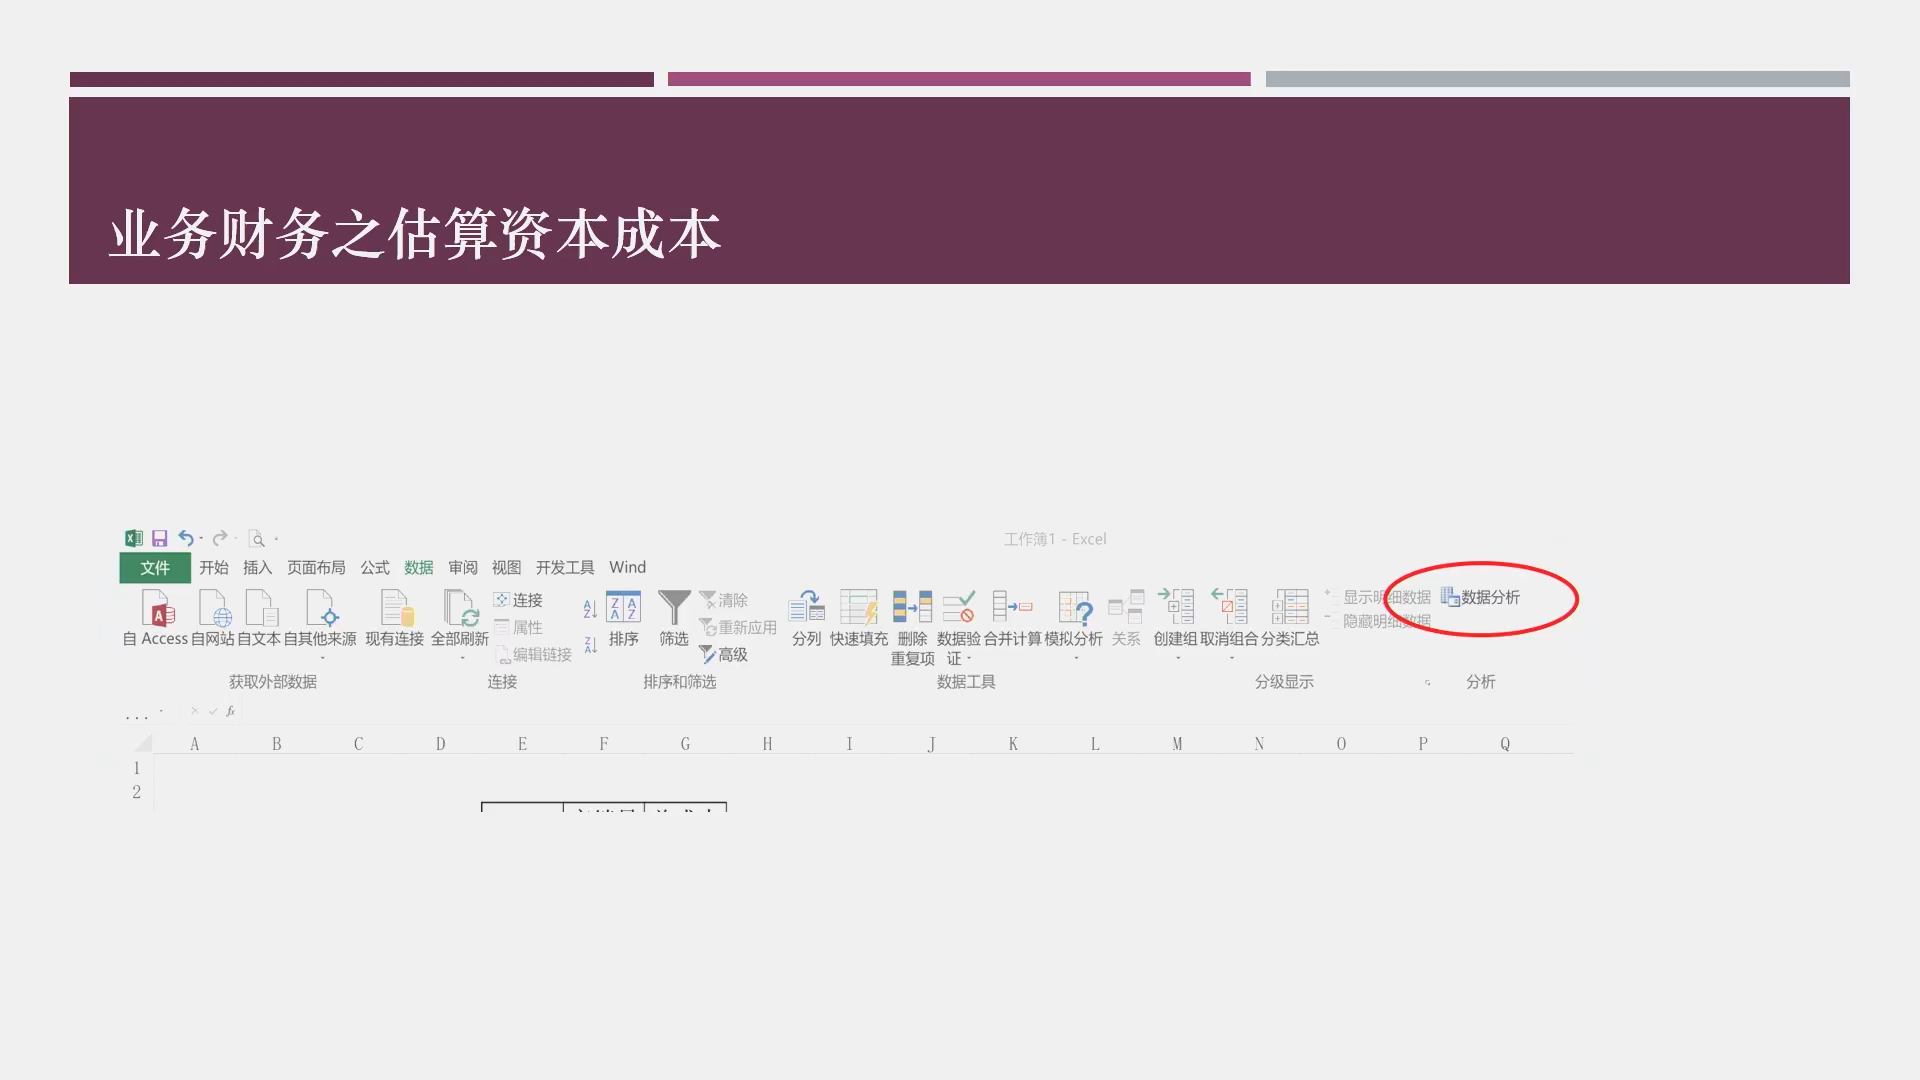 业务财务之估算资本成本
工作簿1 - Excel
文件 开始 插入 页面布局 公式 数据 审阅 视图 开发工具 Wind
自 Access 自网站 自文本 自其他来源 现有连接 全部刷新
连接
属性
编辑链接
排序 筛选
清除
重新应用
高级
分列 快速填充 删除重复项 数据验证 合并计算 模拟分析 关系
创建组 取消组合 分类汇总
显示明细数据
隐藏明细数据
数据分析
获取外部数据 连接 排序和筛选 数据工具 分级显示 分析
... fx
A B C D E F G H I J K L M N O P Q
1
2